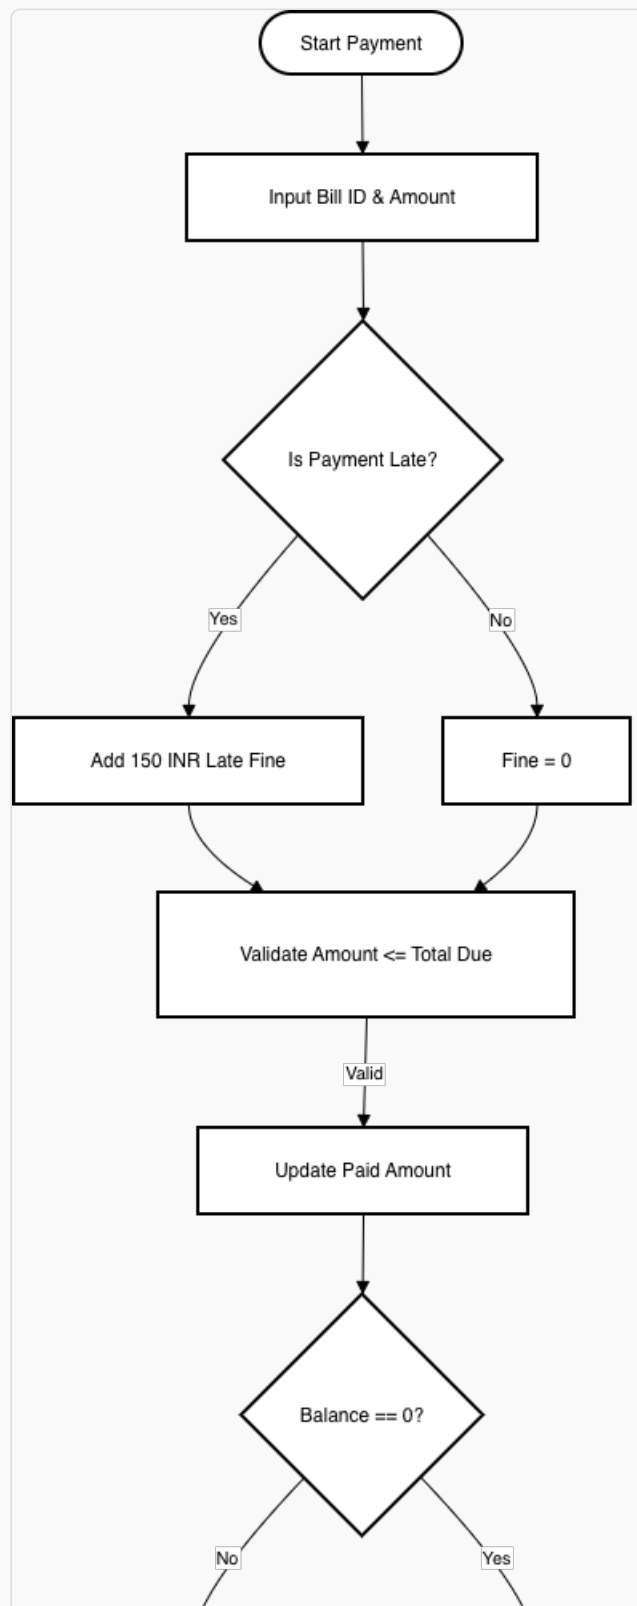 Start Payment
Input Bill ID & Amount
Is Payment Late?
Yes
No
Add 150 INR Late Fine
Fine = 0
Validate Amount <= Total Due
Valid
Update Paid Amount
Balance == 0?
No
Yes